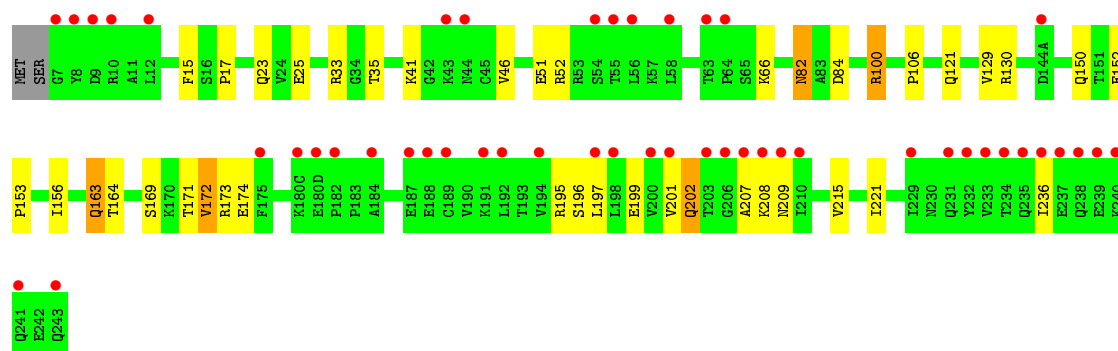 MET SER G7 Y8 D9 R10 A11 L12 F15 S16 P17 Q23 V24 E25 R33 G34 T35 K41 G42 K43 N44 C45 V46 E51 R52 R53 S54 T55 L56 K57 L58 T63 P64 S65 K66 N82 A83 D84 R100 P106 Q121 V129 R130 D144A Q150 T151
P153 I156 Q163 T164 S169 K170 T171 V172 R173 E174 F175 K180C E180D P182 P183 A184 E187 E188 C189 V190 K191 L192 T193 V194 R195 S196 L197 L198 E199 V200 V201 Q202 T203 G206 A207 K208 N209 I210 V215 I221 I229 N230 Q231 Y232 V233 T234 Q235 I236 E237 Q238 E239
Q241 E242 Q243